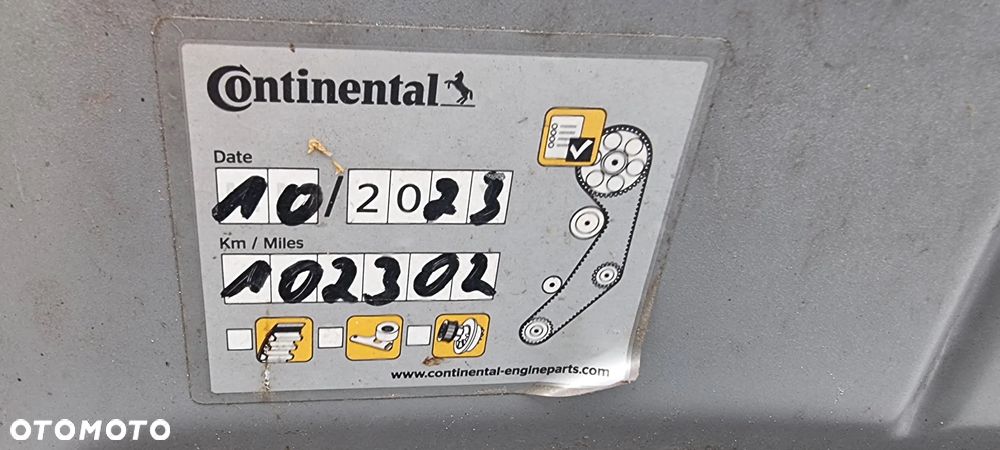 Continental
Date
10/2023
Km / Miles
102302
www.continental-engineparts.com
OTOMOTO